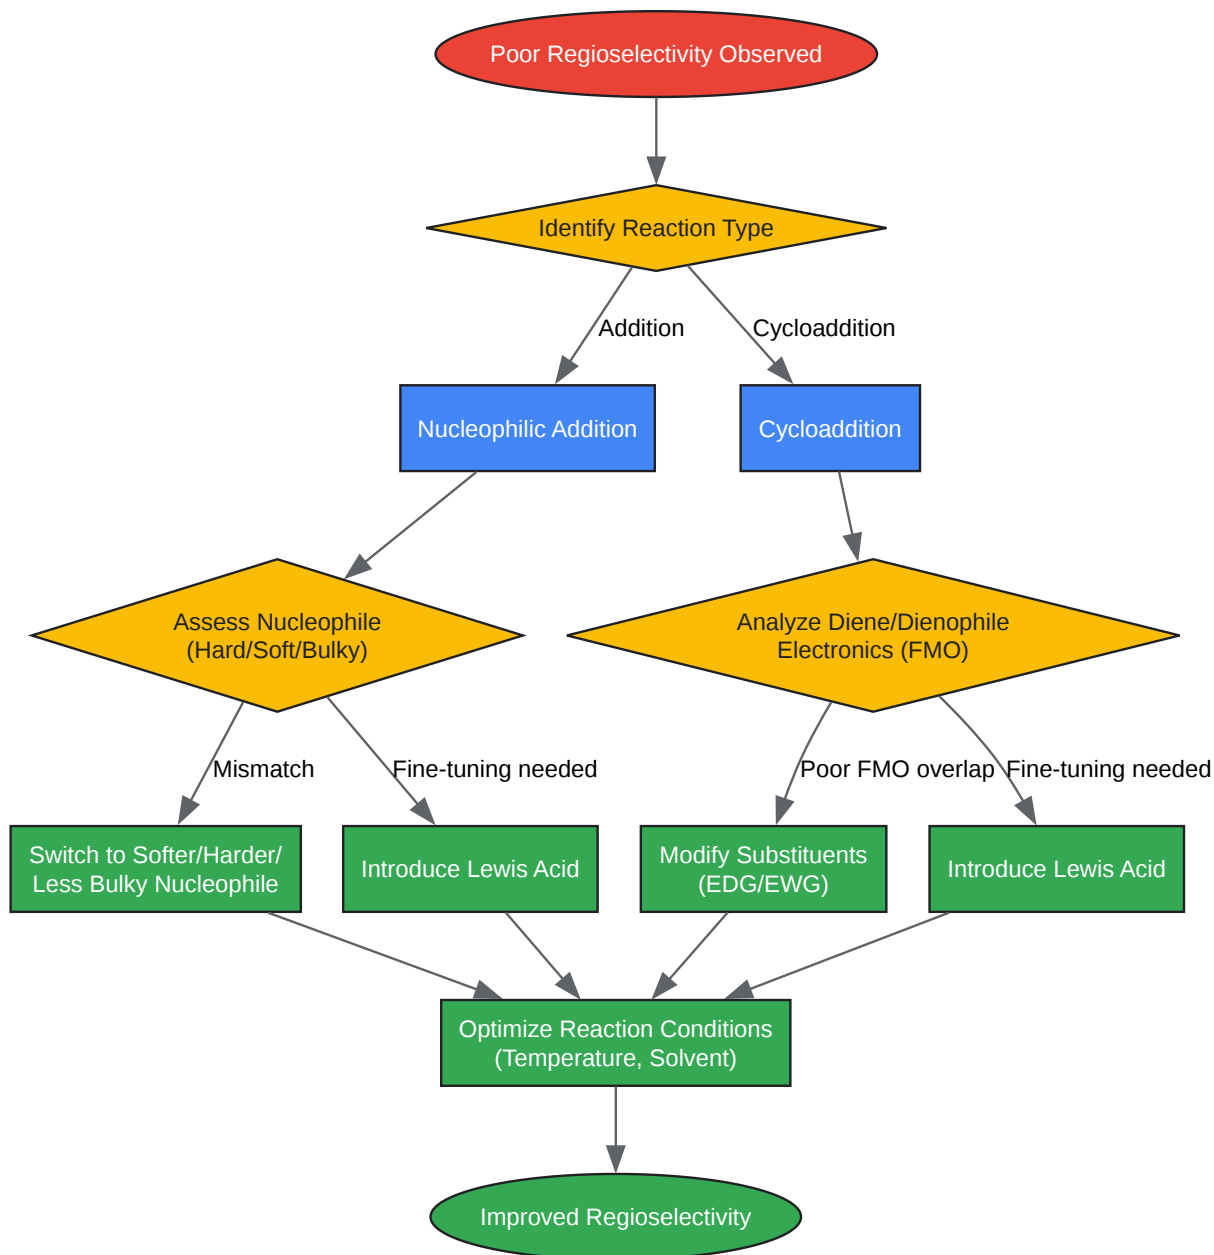 Poor Regioselectivity Observed
Identify Reaction Type
Addition
Cycloaddition
Nucleophilic Addition
Cycloaddition
Assess Nucleophile
(Hard/Soft/Bulky)
Analyze Diene/Dienophile
Electronics (FMO)
Mismatch
Fine-tuning needed
Poor FMO overlap
Fine-tuning needed
Switch to Softer/Harder/
Less Bulky Nucleophile
Introduce Lewis Acid
Modify Substituents
(EDG/EWG)
Introduce Lewis Acid
Optimize Reaction Conditions
(Temperature, Solvent)
Improved Regioselectivity